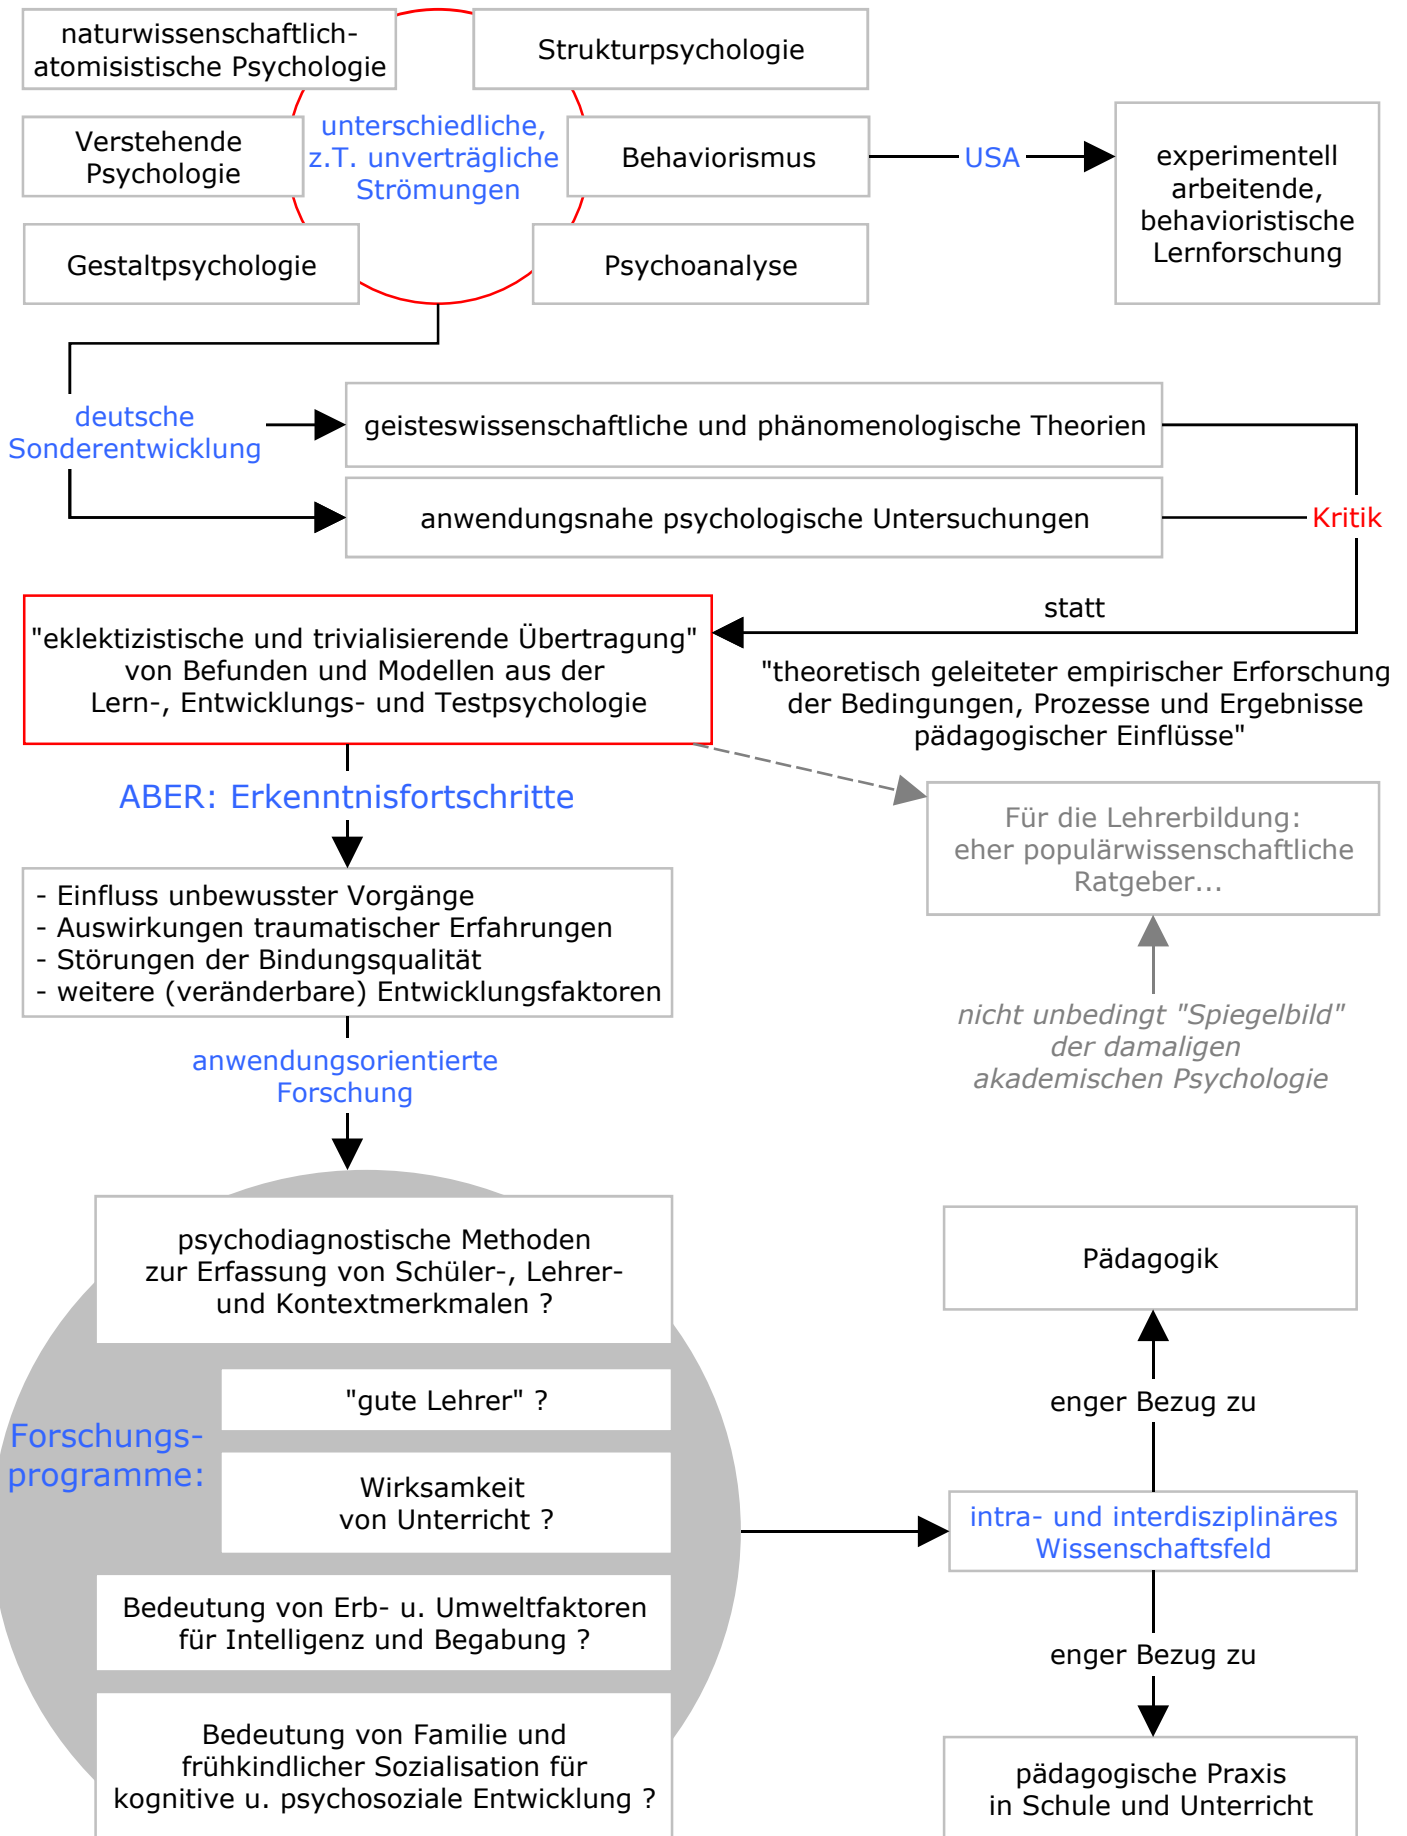 naturwissenschaftlich-
atomisistische Psychologie
Strukturpsychologie
Verstehende
Psychologie
unterschiedliche,
z.T. unverträgliche
Strömungen
Behaviorismus
USA
experimentell
arbeitende,
behavioristische
Lernforschung
Gestaltpsychologie
Psychoanalyse
deutsche
Sonderentwicklung
geisteswissenschaftliche und phänomenologische Theorien
anwendungsnahe psychologische Untersuchungen
Kritik
statt
"eklektizistische und trivialisierende Übertragung"
von Befunden und Modellen aus der
Lern-, Entwicklungs- und Testpsychologie
"theoretisch geleiteter empirischer Erforschung
der Bedingungen, Prozesse und Ergebnisse
pädagogischer Einflüsse"
ABER: Erkenntnisfortschritte
Für die Lehrerbildung:
eher populärwissenschaftliche
Ratgeber...
- Einfluss unbewusster Vorgänge
- Auswirkungen traumatischer Erfahrungen
- Störungen der Bindungsqualität
- weitere (veränderbare) Entwicklungsfaktoren
nicht unbedingt "Spiegelbild"
der damaligen
akademischen Psychologie
anwendungsorientierte
Forschung
psychodiagnostische Methoden
zur Erfassung von Schüler-, Lehrer-
und Kontextmerkmalen ?
"gute Lehrer" ?
Forschungs-
programme:
Wirksamkeit
von Unterricht ?
Bedeutung von Erb- u. Umweltfaktoren
für Intelligenz und Begabung ?
Bedeutung von Familie und
frühkindlicher Sozialisation für
kognitive u. psychosoziale Entwicklung ?
Pädagogik
enger Bezug zu
intra- und interdisziplinäres
Wissenschaftsfeld
enger Bezug zu
pädagogische Praxis
in Schule und Unterricht